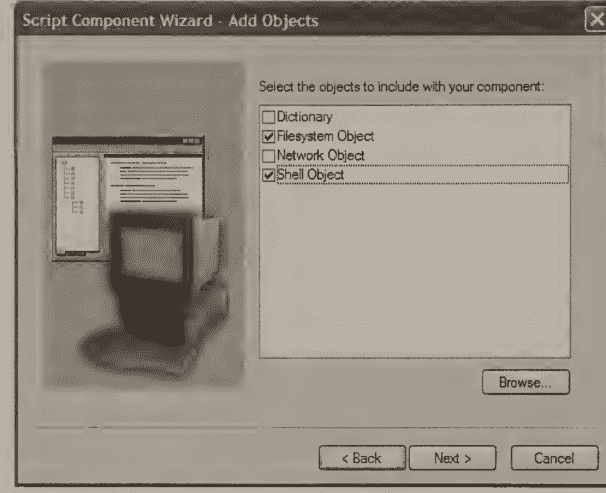 Script Component Wizard - Add Objects
Select the objects to include with your component:
Dictionary
Filesystem Object
Network Object
Shell Object
Browse...
< Back
Next >
Cancel